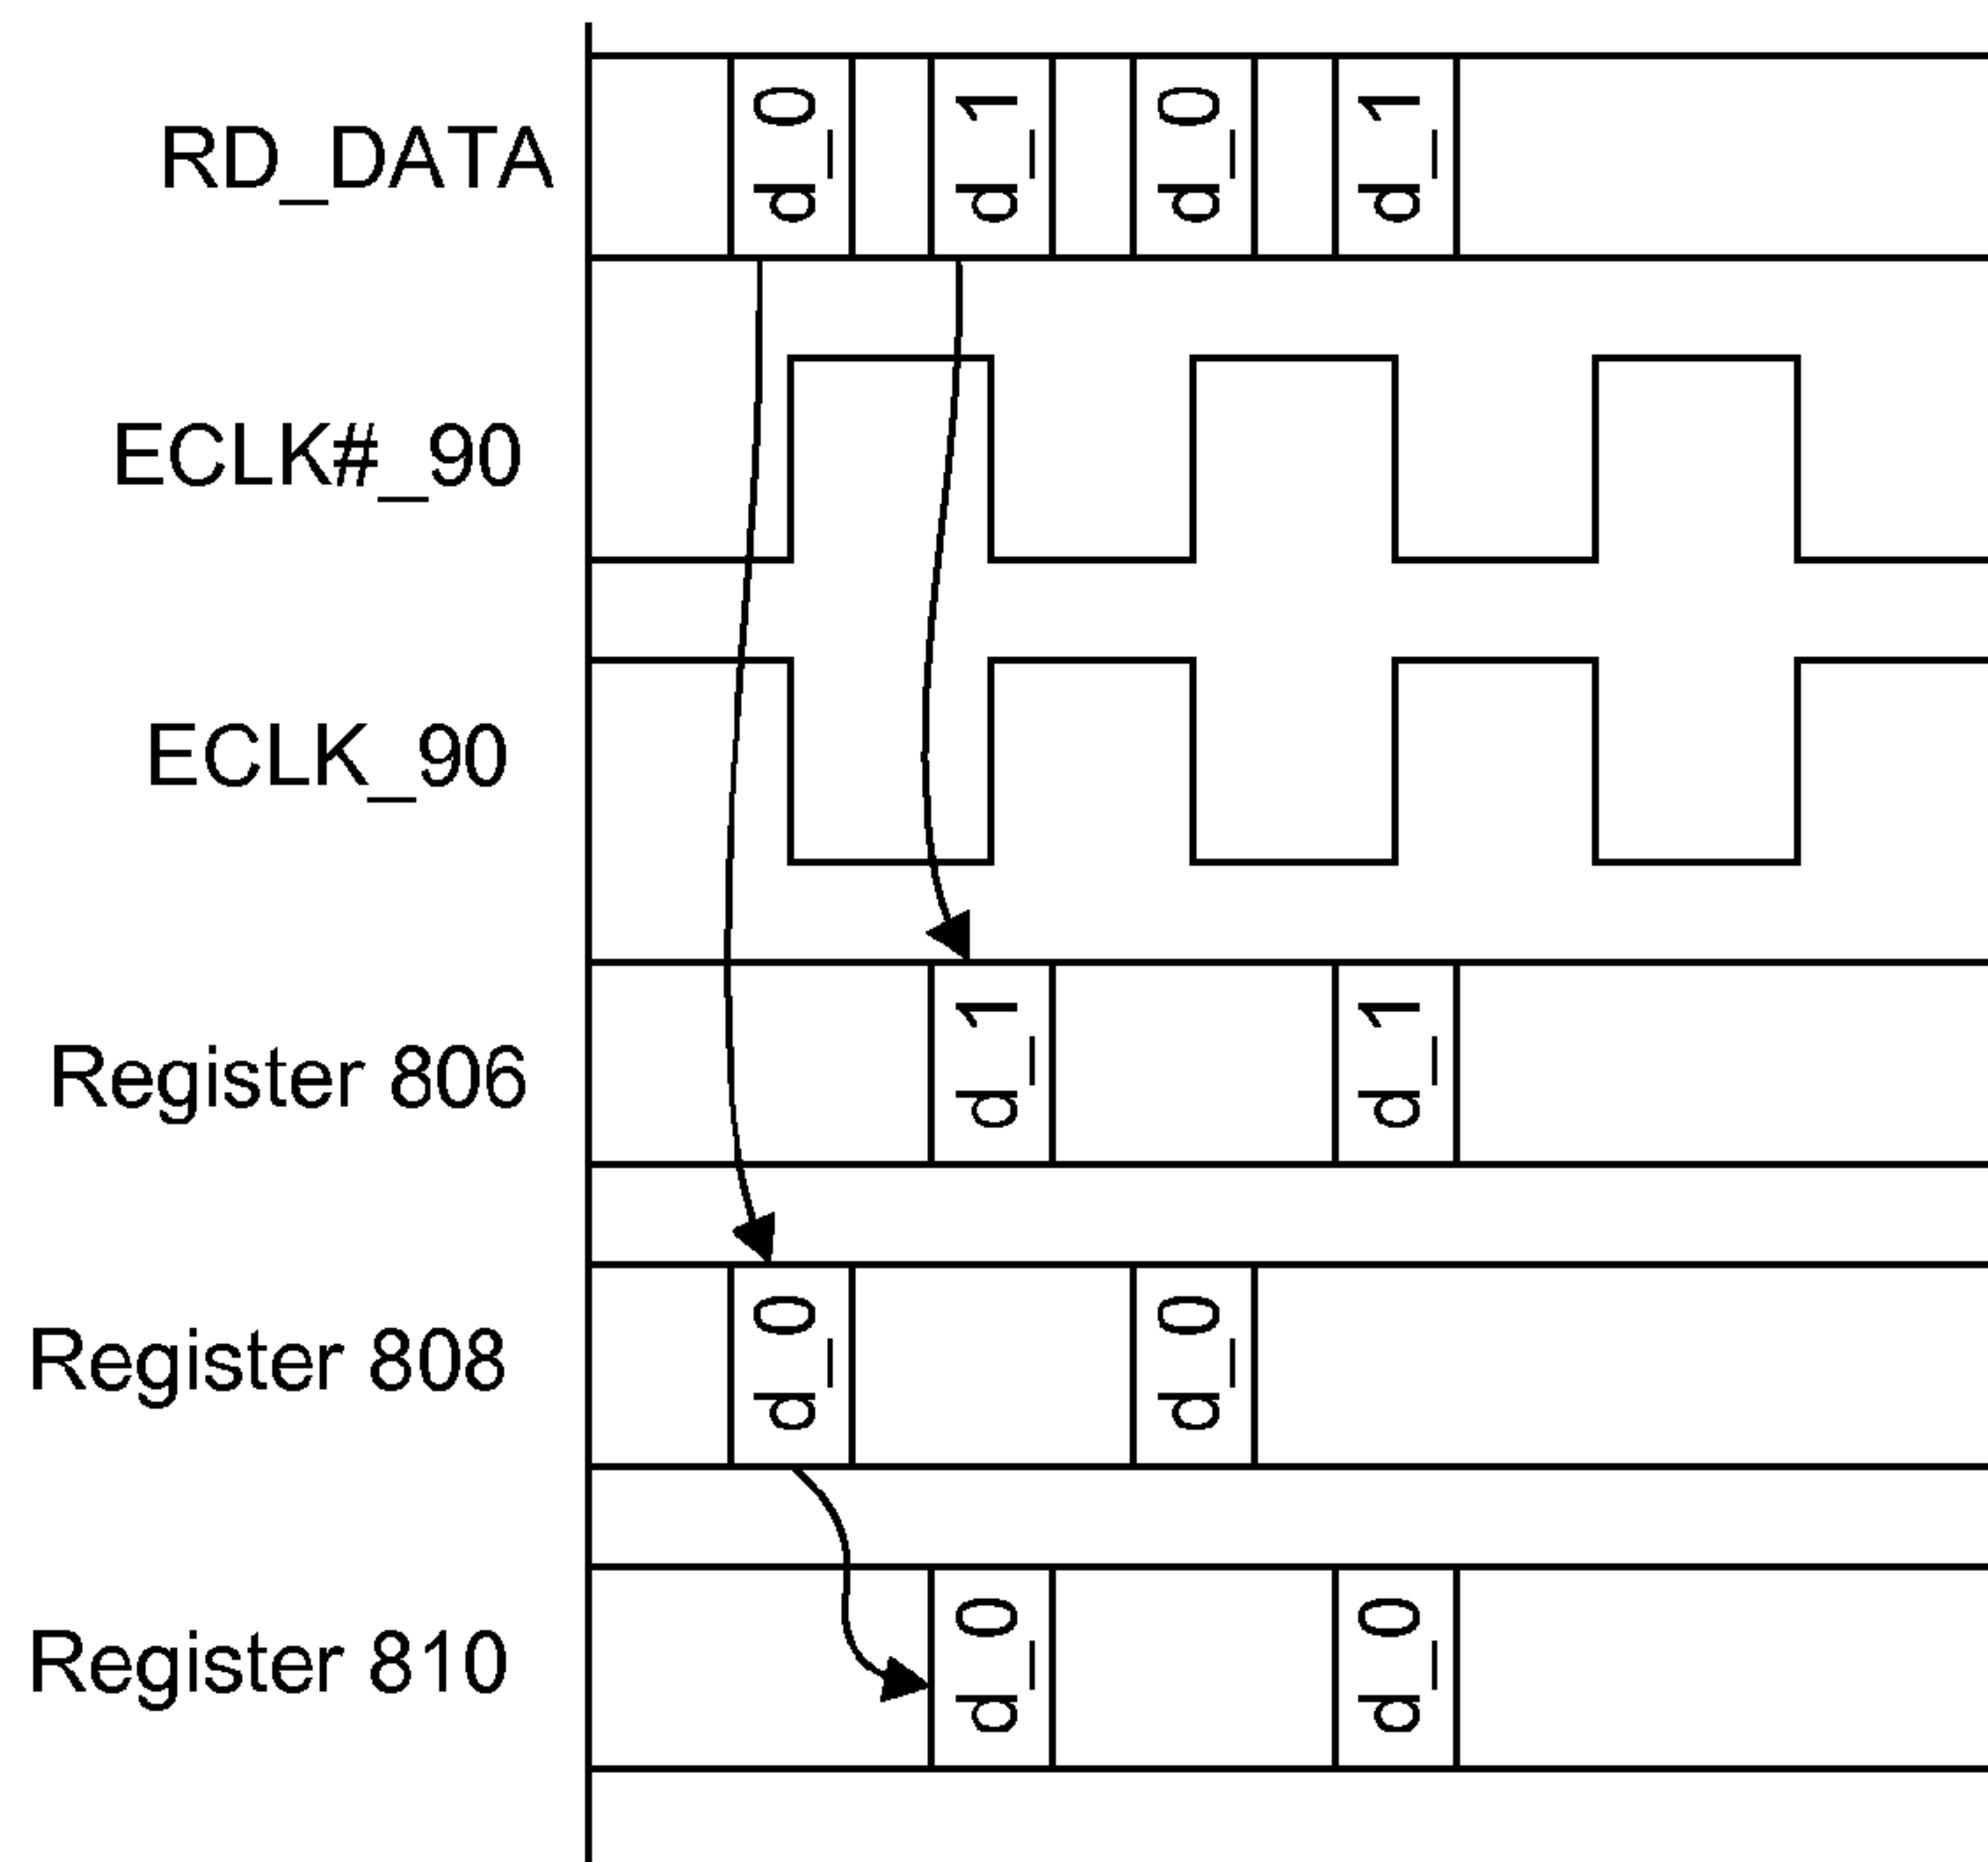 RD_DATA d_0 d_1 d_0 d_1
ECLK#_90
ECLK_90
Register 806 d_1 d_1
Register 808 d_0 d_0
Register 810 d_0 d_0